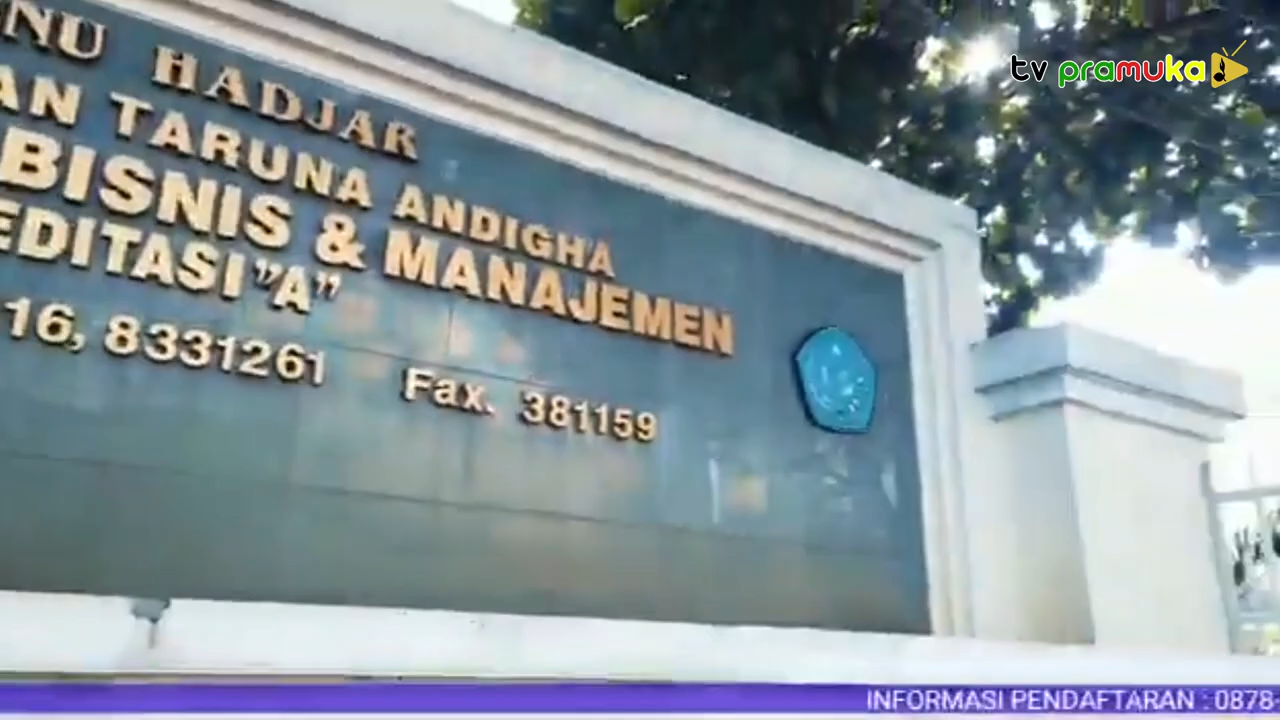 NU HADJAR
AN TARUNA ANDIGHA
BISNIS & MANAJEMEN
EDITASI "A"
16, 8331261 Fax. 381159
tv pramuka
INFORMASI PENDAFTARAN : 0878